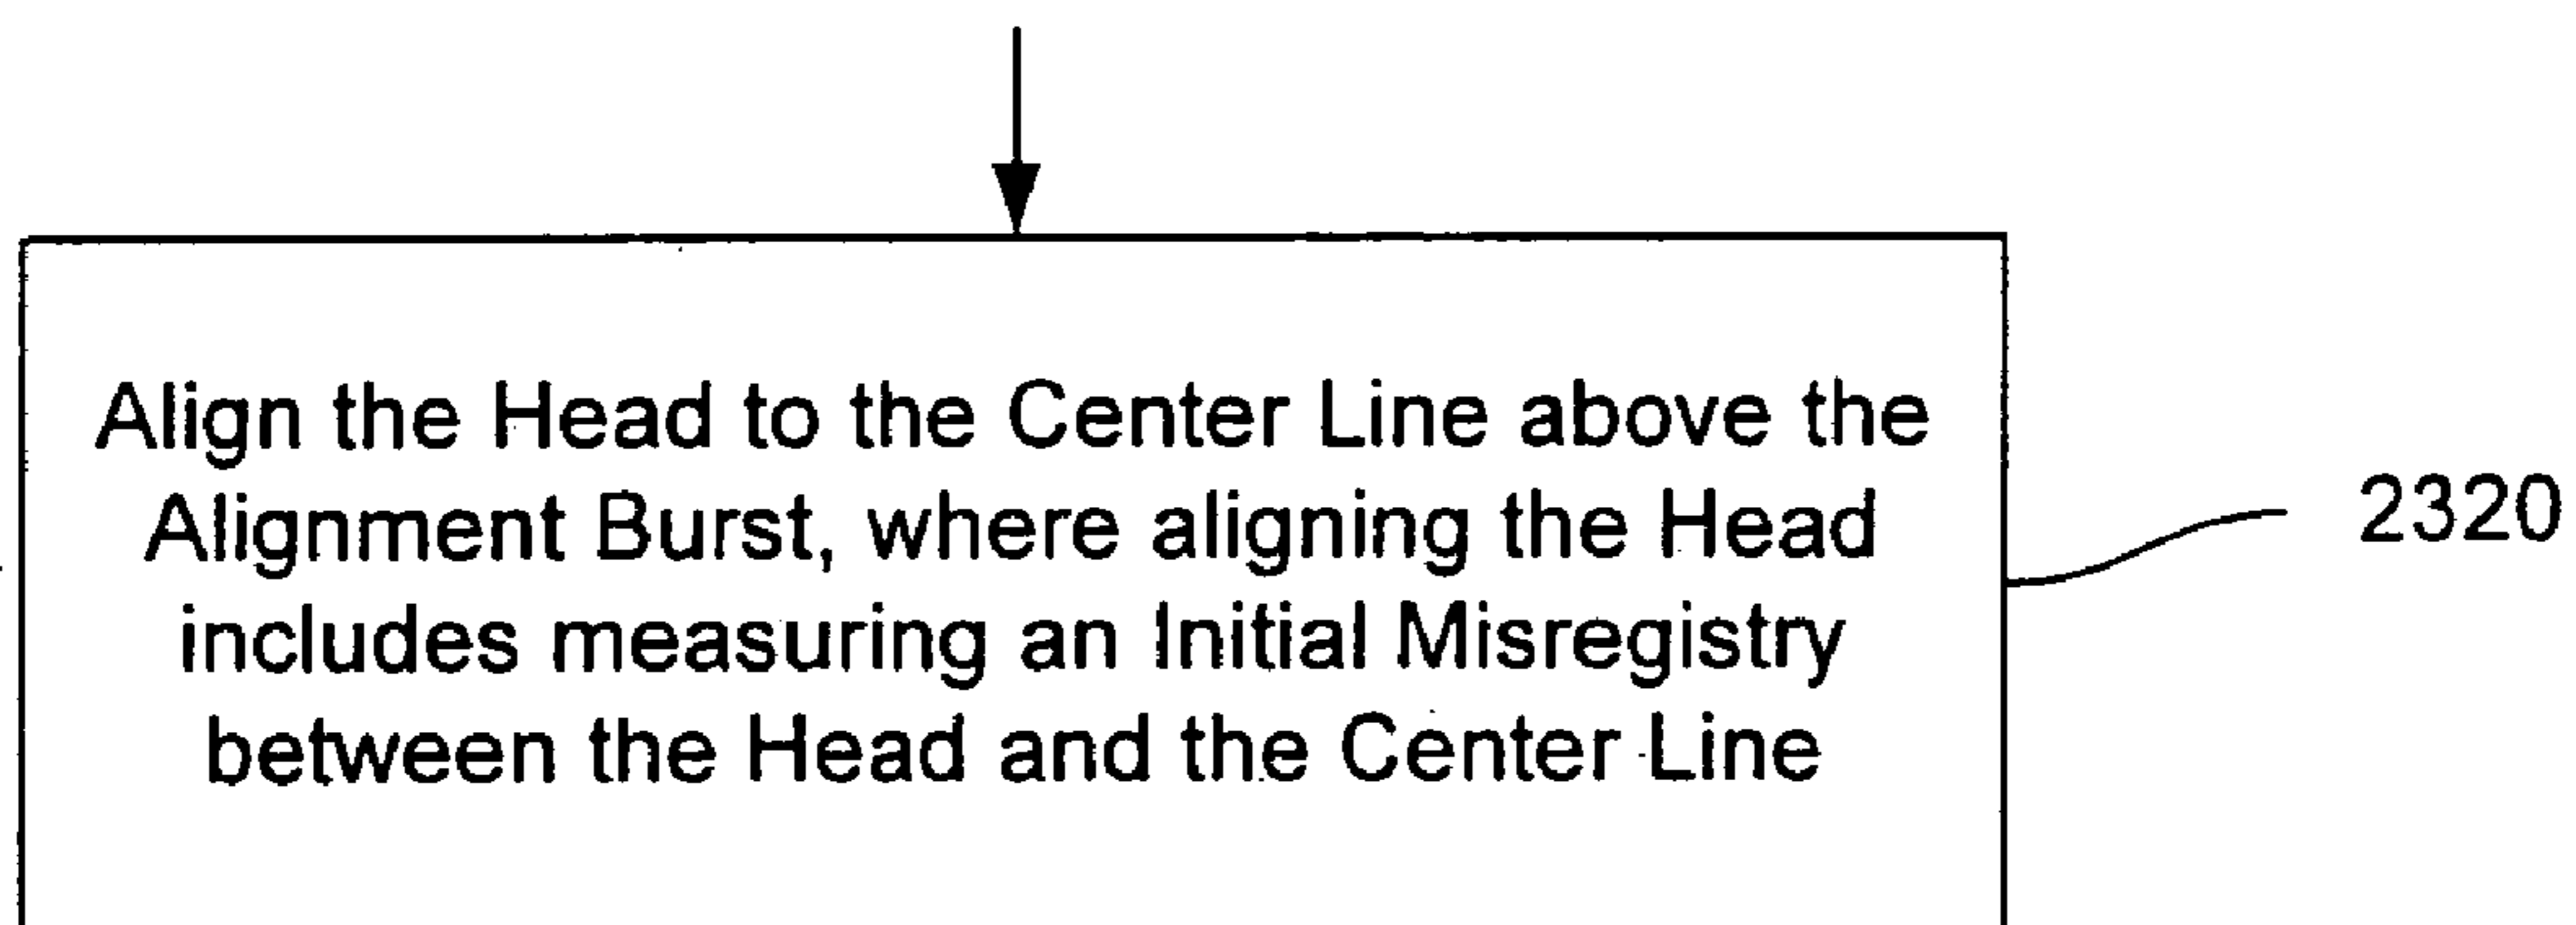 Align the Head to the Center Line above the
Alignment Burst, where aligning the Head
includes measuring an Initial Misregistry
between the Head and the Center Line
2320